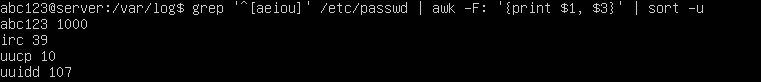 abc123@server:/var/log$ grep '^[aeiou]' /etc/passwd | awk -F: '{print $1, $3}' | sort -u
abc123 1000
irc 39
uucp 10
uuidd 107